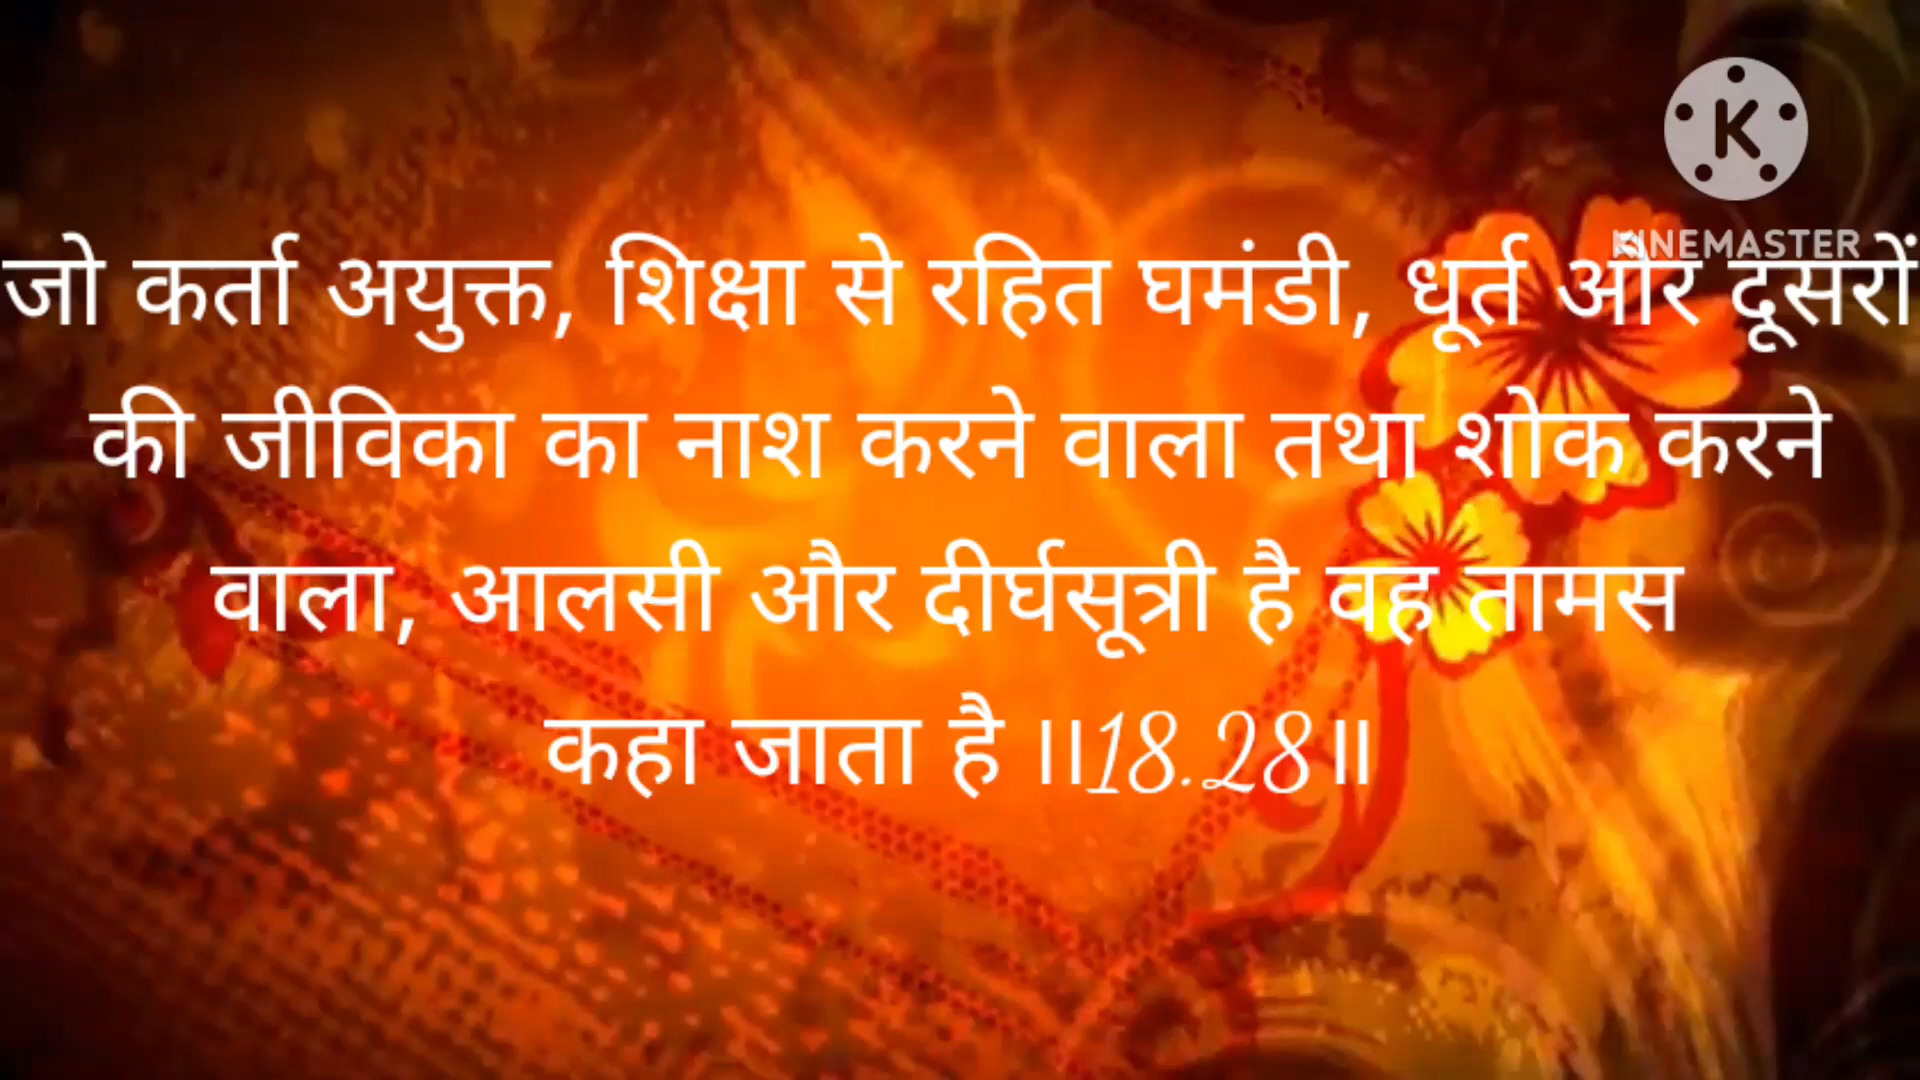 K
KINEMASTER
जो कर्ता अयुक्त, शिक्षा से रहित घमंडी, धूर्त और दूसरों
की जीविका का नाश करने वाला तथा शोक करने
वाला, आलसी और दीर्घसूत्री है वह तामस
कहा जाता है ।।18.28॥